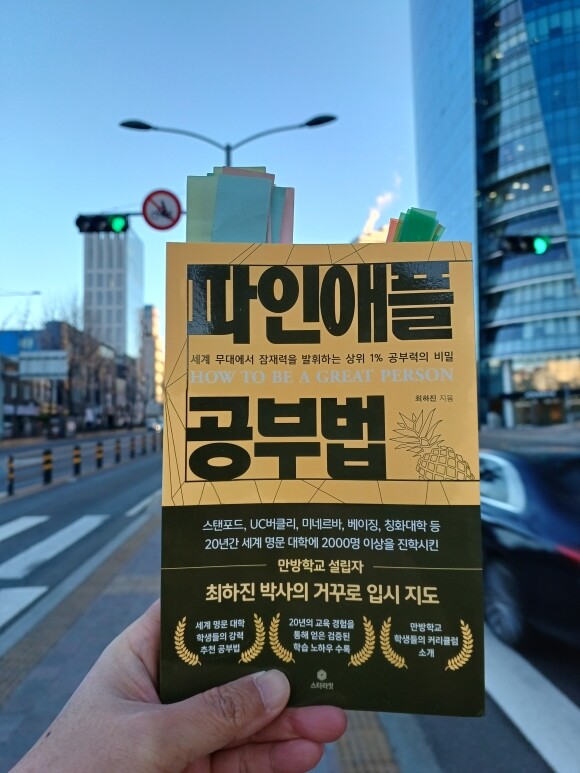 파인애플
세계 무대에서 잠재력을 발휘하는 상위 1% 공부력의 비밀
HOW TO BE A GREAT PERSON
최하진 지음
공부법
스탠포드, UC버클리, 미네르바, 베이징, 칭화대학 등
20년간 세계 명문 대학에 2000명 이상을 진학시킨
만방학교 설립자
최하진 박사의 거꾸로 입시 지도
세계 명문 대학
학생들의 강력
추천 공부법
20년의 교육 경험을
통해 얻은 검증된
학습 노하우 수록
만방학교
학생들의 커리큘럼
소개
스타라잇